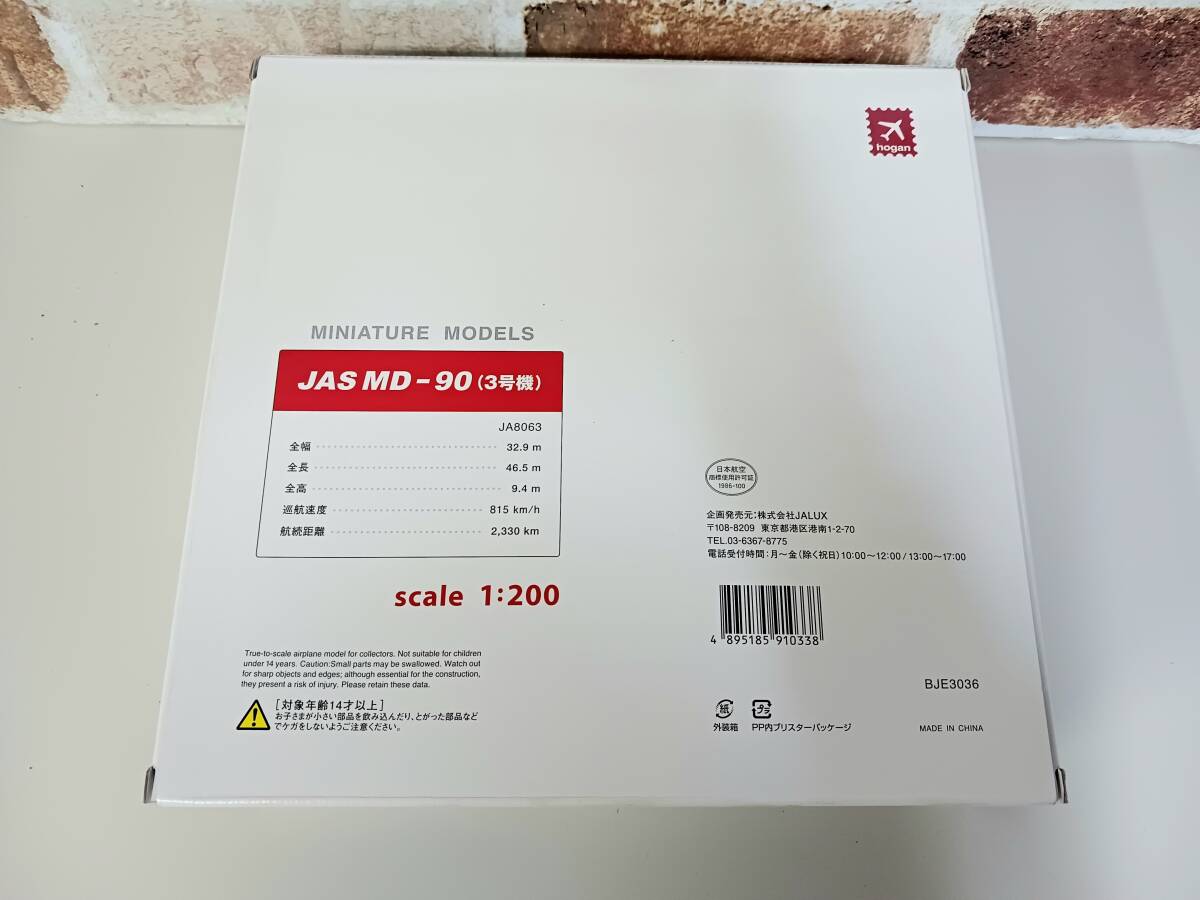 hogan
MINIATURE MODELS
JAS MD-90(3号機)
JA8063
全幅 32.9 m
全長 46.5 m
全高 9.4 m
巡航速度 815 km/h
航続距離 2,330 km
scale 1:200
True-to-scale airplane model for collectors. Not suitable for children
under 14 years. Caution:Small parts may be swallowed. Watch out
for sharp objects and edges; although essential for the construction,
they present a risk of injury. Please retain these data.
[対象年齢14才以上]
お子さまが小さい部品を飲み込んだり、とがった部品など
でケガをしないようご注意ください。
日本航空
商標使用許可証
1986-100
企画発売元:株式会社JALUX
〒108-8209 東京都港区港南1-2-70
TEL.03-6367-8775
電話受付時間:月〜金(除く祝日)10:00〜12:00/13:00〜17:00
4 895185 910338
BJE3036
紙 プラ
外装箱 PP内ブリスターパッケージ
MADE IN CHINA